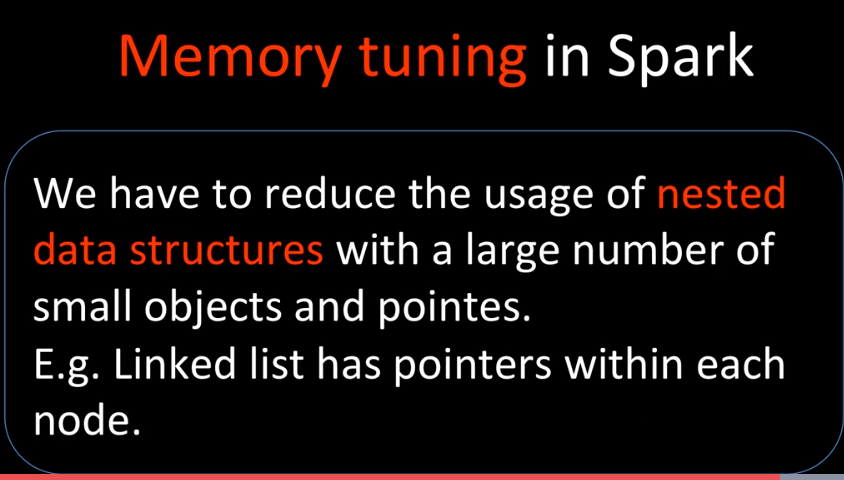 Memory tuning in Spark
We have to reduce the usage of nested
data structures with a large number of
small objects and pointes.
E.g. Linked list has pointers within each
node.